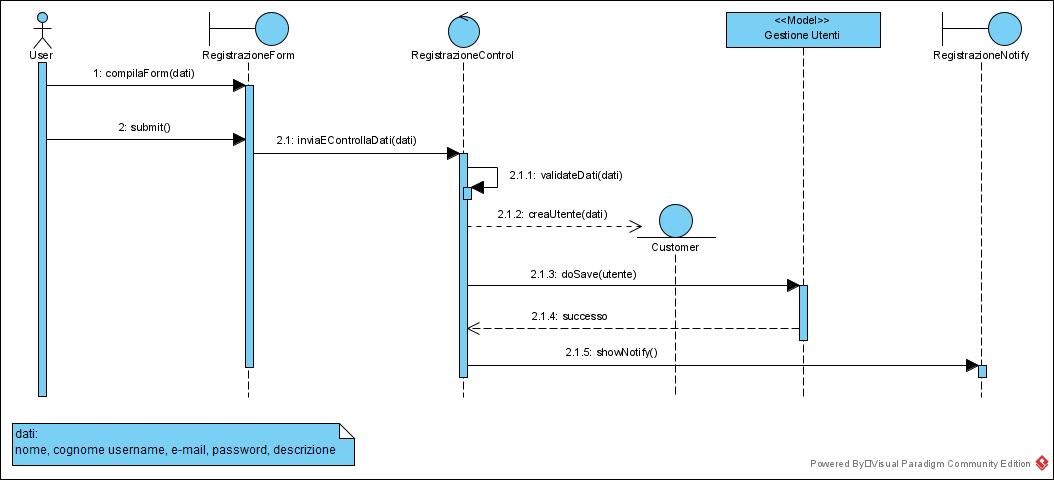 User
RegistrazioneForm
RegistrazioneControl
<<Model>>
Gestione Utenti
RegistrazioneNotify
1: compilaForm(dati)
2: submit()
2.1: inviaEControllaDati(dati)
2.1.1: validateDati(dati)
2.1.2: creaUtente(dati)
Customer
2.1.3: doSave(utente)
2.1.4: successo
2.1.5: showNotify()
dati:
nome, cognome username, e-mail, password, descrizione
Powered By Visual Paradigm Community Edition